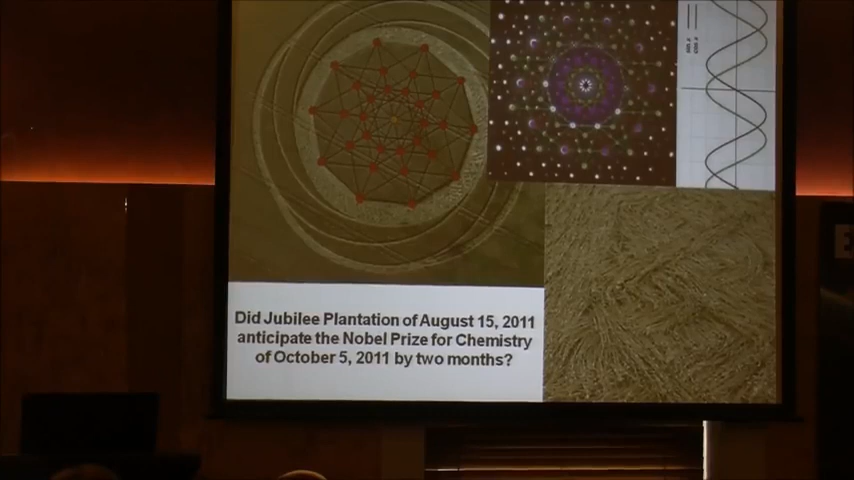 Did Jubilee Plantation of August 15, 2011
anticipate the Nobel Prize for Chemistry
of October 5, 2011 by two months?